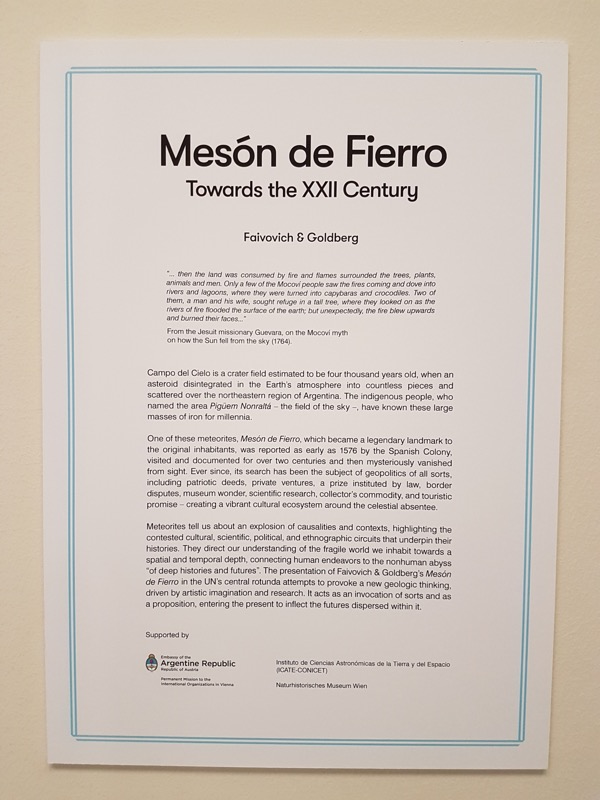 Mesón de Fierro
Towards the XXII Century
Faivovich & Goldberg
"... then the land was consumed by fire and flames surrounded the trees, plants,
animals and men. Only a few of the Mocoví people saw the fires coming and dove into
rivers and lagoons, where they were turned into capybaras and crocodiles. Two of
them, a man and his wife, sought refuge in a tall tree, where they looked on as the
rivers of fire flooded the surface of the earth; but unexpectedly, the fire blew upwards
and burned their faces..."
From the Jesuit missionary Guevara, on the Mocoví myth
on how the Sun fell from the sky (1764).
Campo del Cielo is a crater field estimated to be four thousand years old, when an
asteroid disintegrated in the Earth's atmosphere into countless pieces and
scattered over the northeastern region of Argentina. The indigenous people, who
named the area Pigüem Nonraltá – the field of the sky –, have known these large
masses of iron for millennia.
One of these meteorites, Mesón de Fierro, which became a legendary landmark to
the original inhabitants, was reported as early as 1576 by the Spanish Colony,
visited and documented for over two centuries and then mysteriously vanished
from sight. Ever since, its search has been the subject of geopolitics of all sorts,
including patriotic deeds, private ventures, a prize instituted by law, border
disputes, museum wonder, scientific research, collector's commodity, and touristic
promise – creating a vibrant cultural ecosystem around the celestial absentee.
Meteorites tell us about an explosion of causalities and contexts, highlighting the
contested cultural, scientific, political, and ethnographic circuits that underpin their
histories. They direct our understanding of the fragile world we inhabit towards a
spatial and temporal depth, connecting human endeavors to the nonhuman abyss
"of deep histories and futures". The presentation of Faivovich & Goldberg's Mesón
de Fierro in the UN's central rotunda attempts to provoke a new geologic thinking,
driven by artistic imagination and research. It acts as an invocation of sorts and as
a proposition, entering the present to inflect the futures dispersed within it.
Supported by
Embassy of the
Argentine Republic
Republic of Austria
Permanent Mission to the
International Organizations in Vienna
Instituto de Ciencias Astronómicas de la Tierra y del Espacio
(ICATE-CONICET)
Naturhistorisches Museum Wien